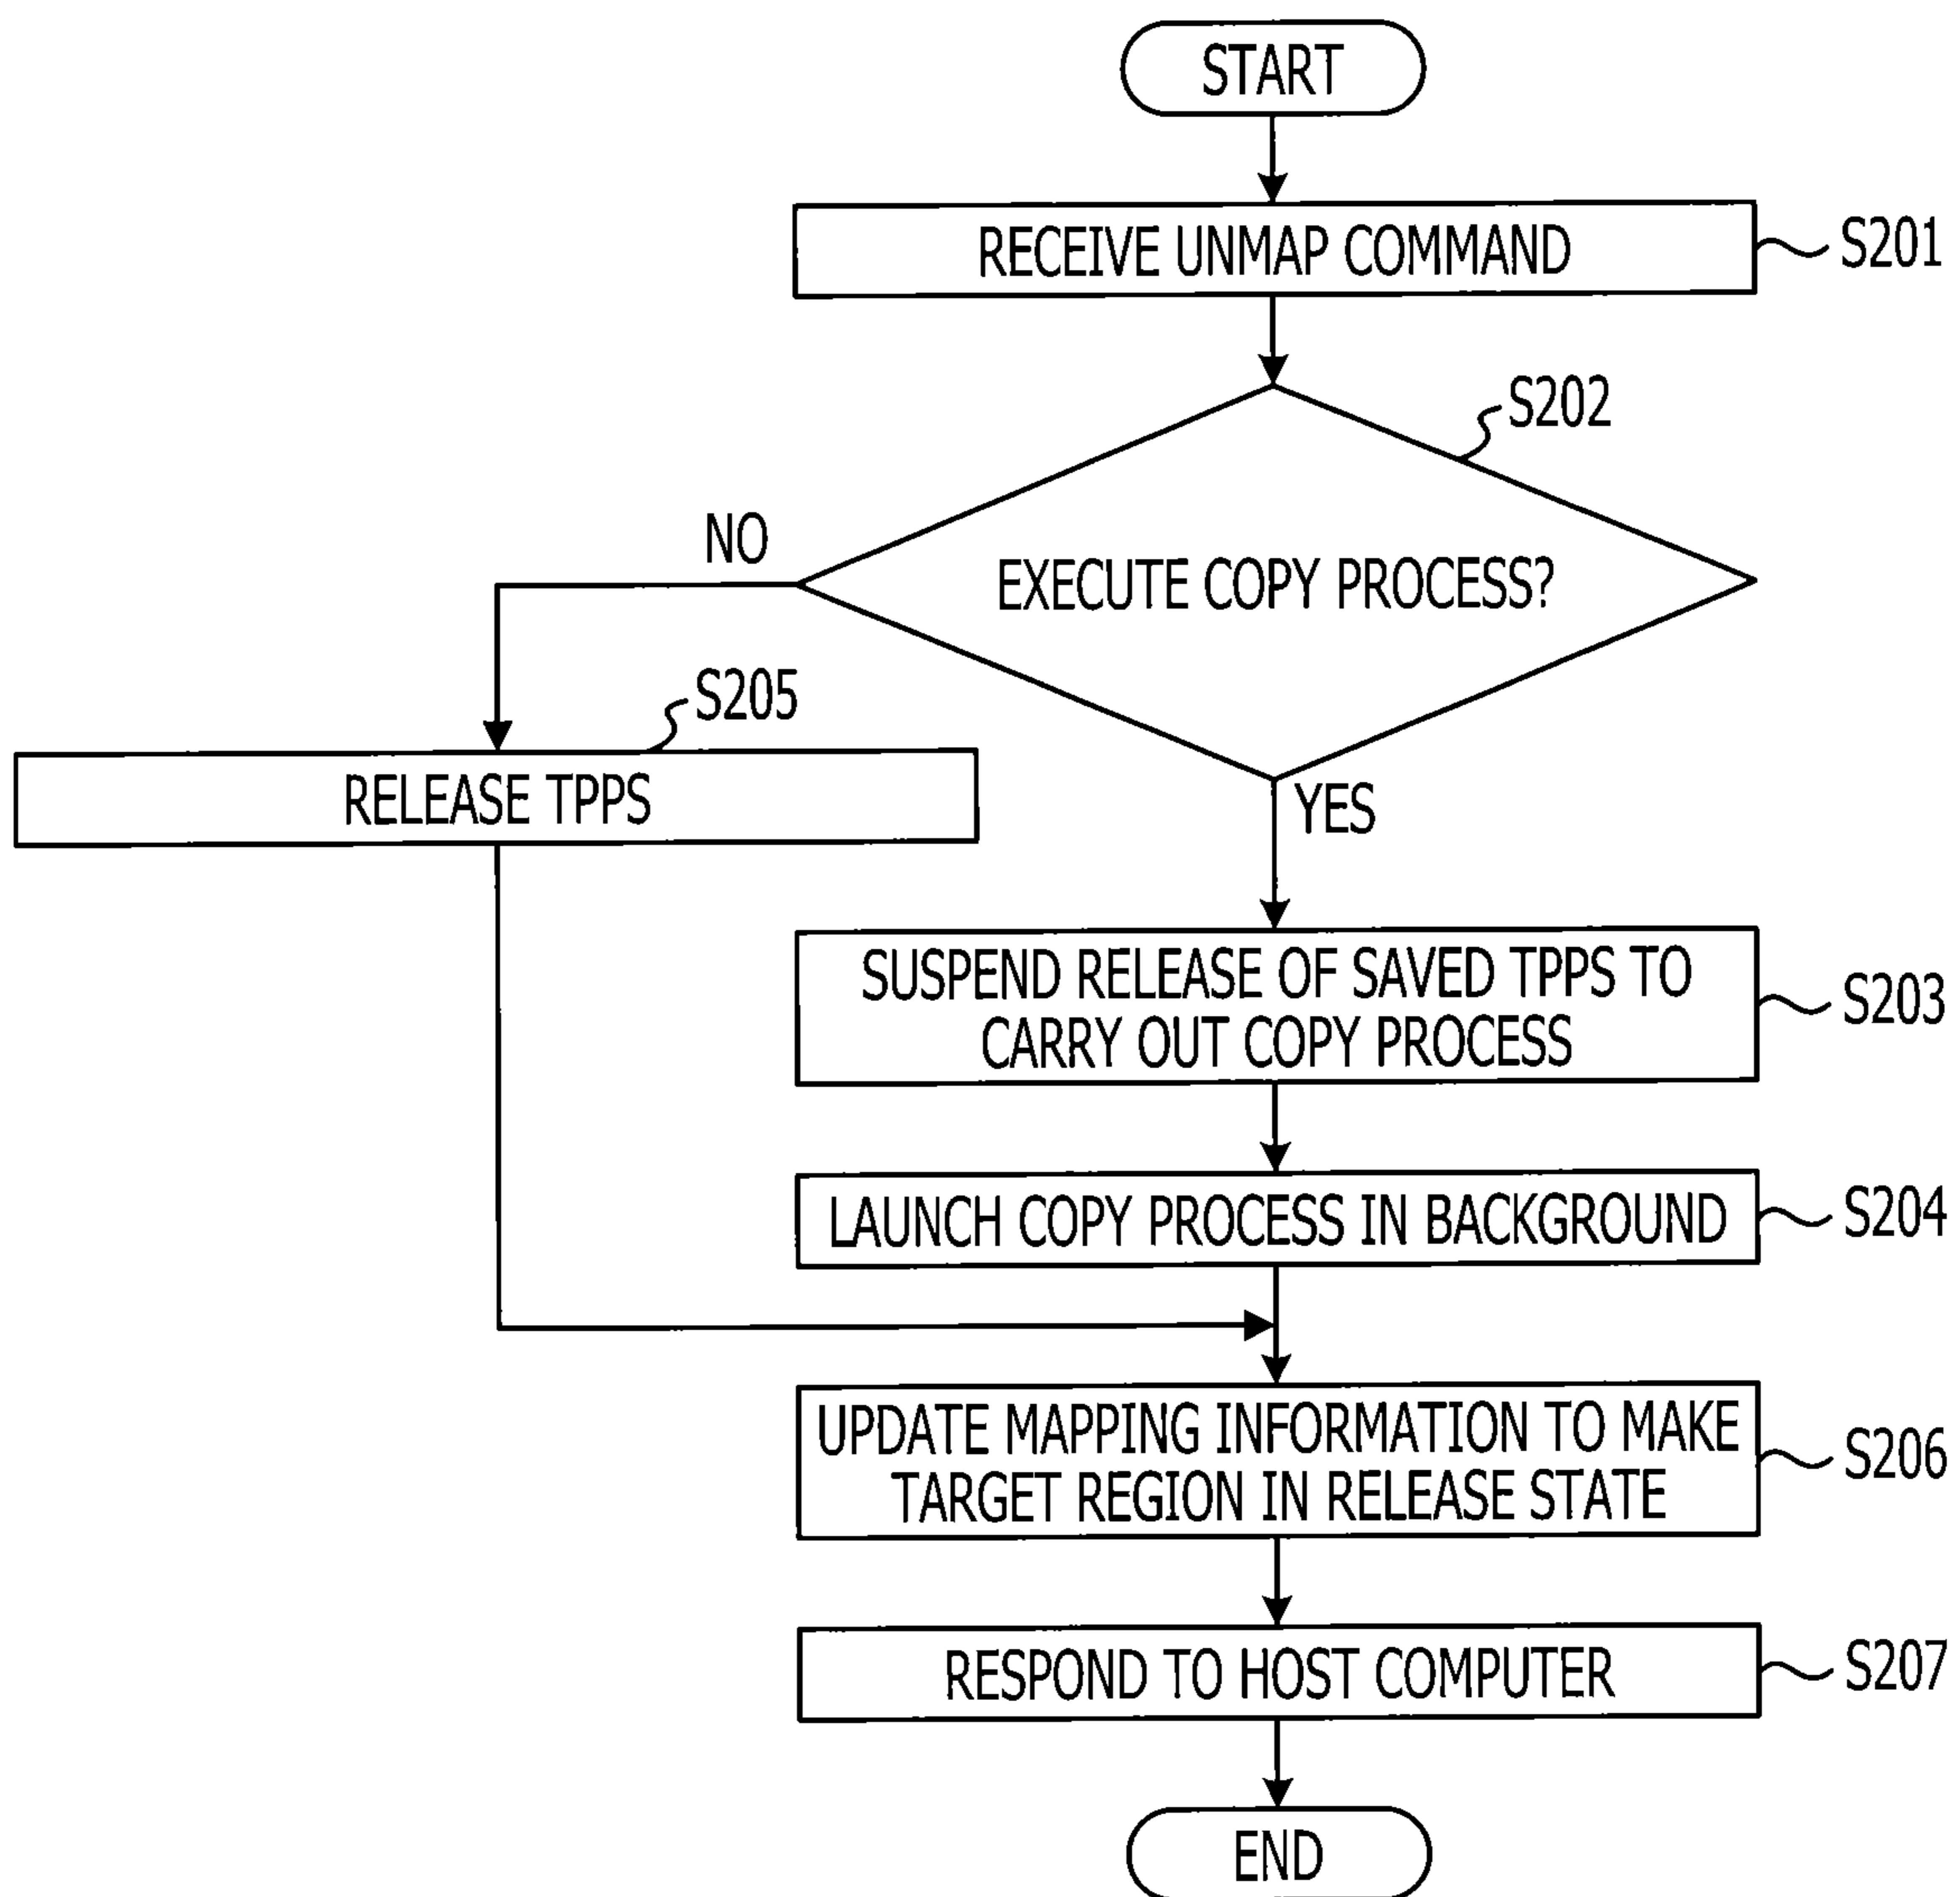 START
RECEIVE UNMAP COMMAND
S201
S202
EXECUTE COPY PROCESS?
NO
S205
RELEASE TPPS
YES
SUSPEND RELEASE OF SAVED TPPS TO
CARRY OUT COPY PROCESS
S203
LAUNCH COPY PROCESS IN BACKGROUND
S204
UPDATE MAPPING INFORMATION TO MAKE
TARGET REGION IN RELEASE STATE
S206
RESPOND TO HOST COMPUTER
S207
END